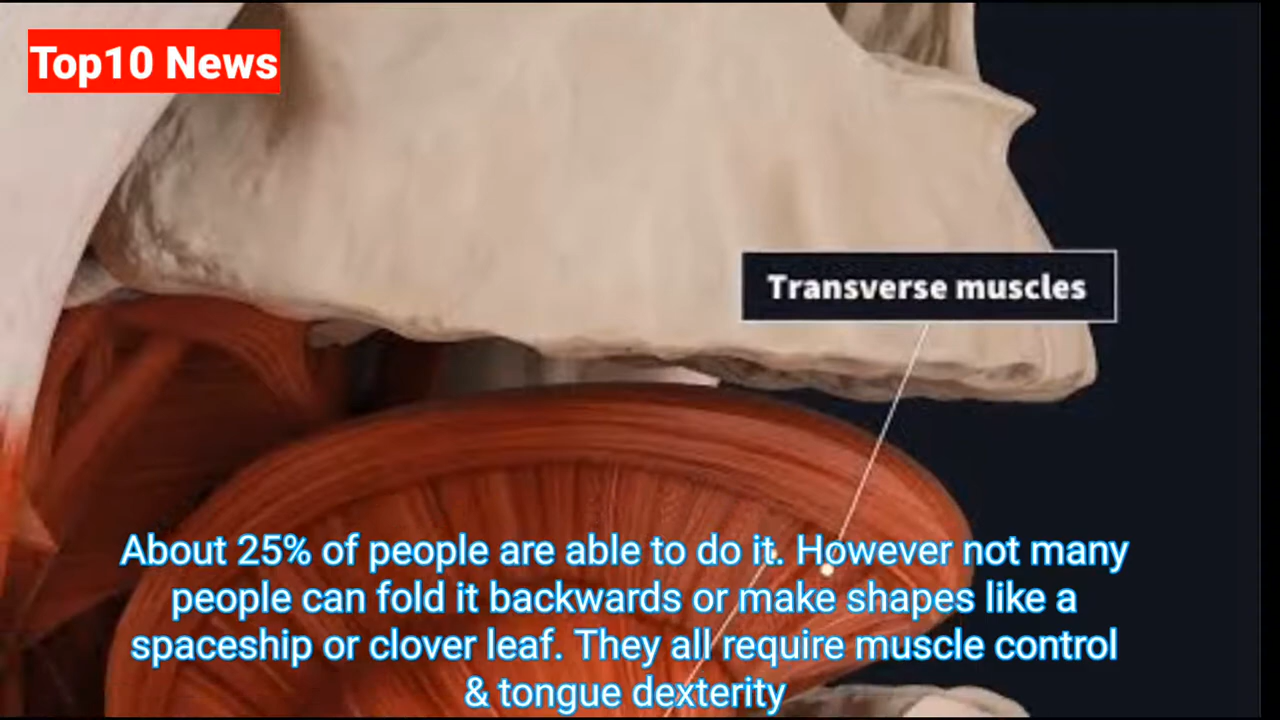 Top10 News
Transverse muscles
About 25% of people are able to do it. However not many
people can fold it backwards or make shapes like a
spaceship or clover leaf. They all require muscle control
& tongue dexterity